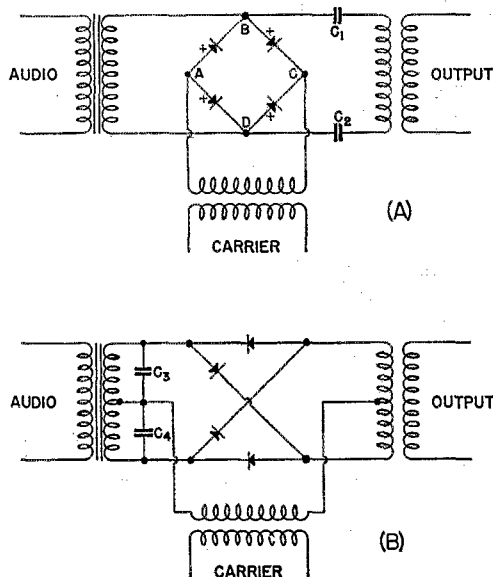 B
C₁
+ +
AUDIO A C OUTPUT
+ +
D
C₂
(A)
CARRIER
C₃
AUDIO OUTPUT
C₄
(B)
CARRIER